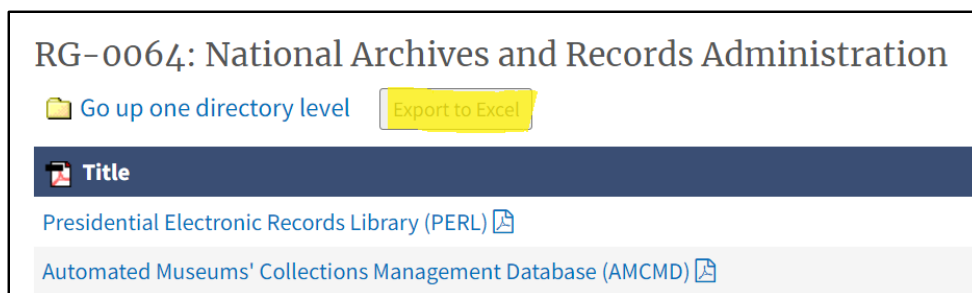 RG-0064: National Archives and Records Administration
Go up one directory level Export to Excel
Title
Presidential Electronic Records Library (PERL)
Automated Museums' Collections Management Database (AMCMD)